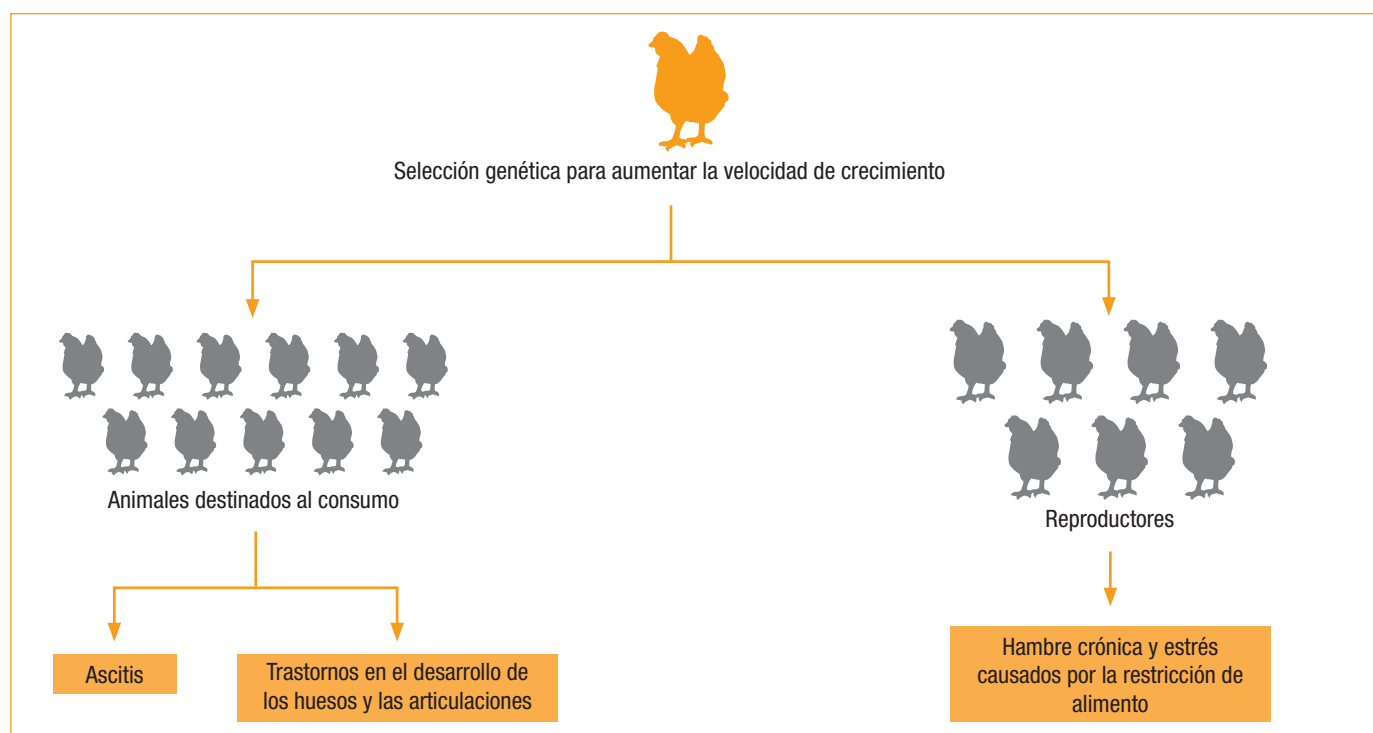 Selección genética para aumentar la velocidad de crecimiento
Animales destinados al consumo
Reproductores
Ascitis
Trastornos en el desarrollo de
los huesos y las articulaciones
Hambre crónica y estrés
causados por la restricción de
alimento